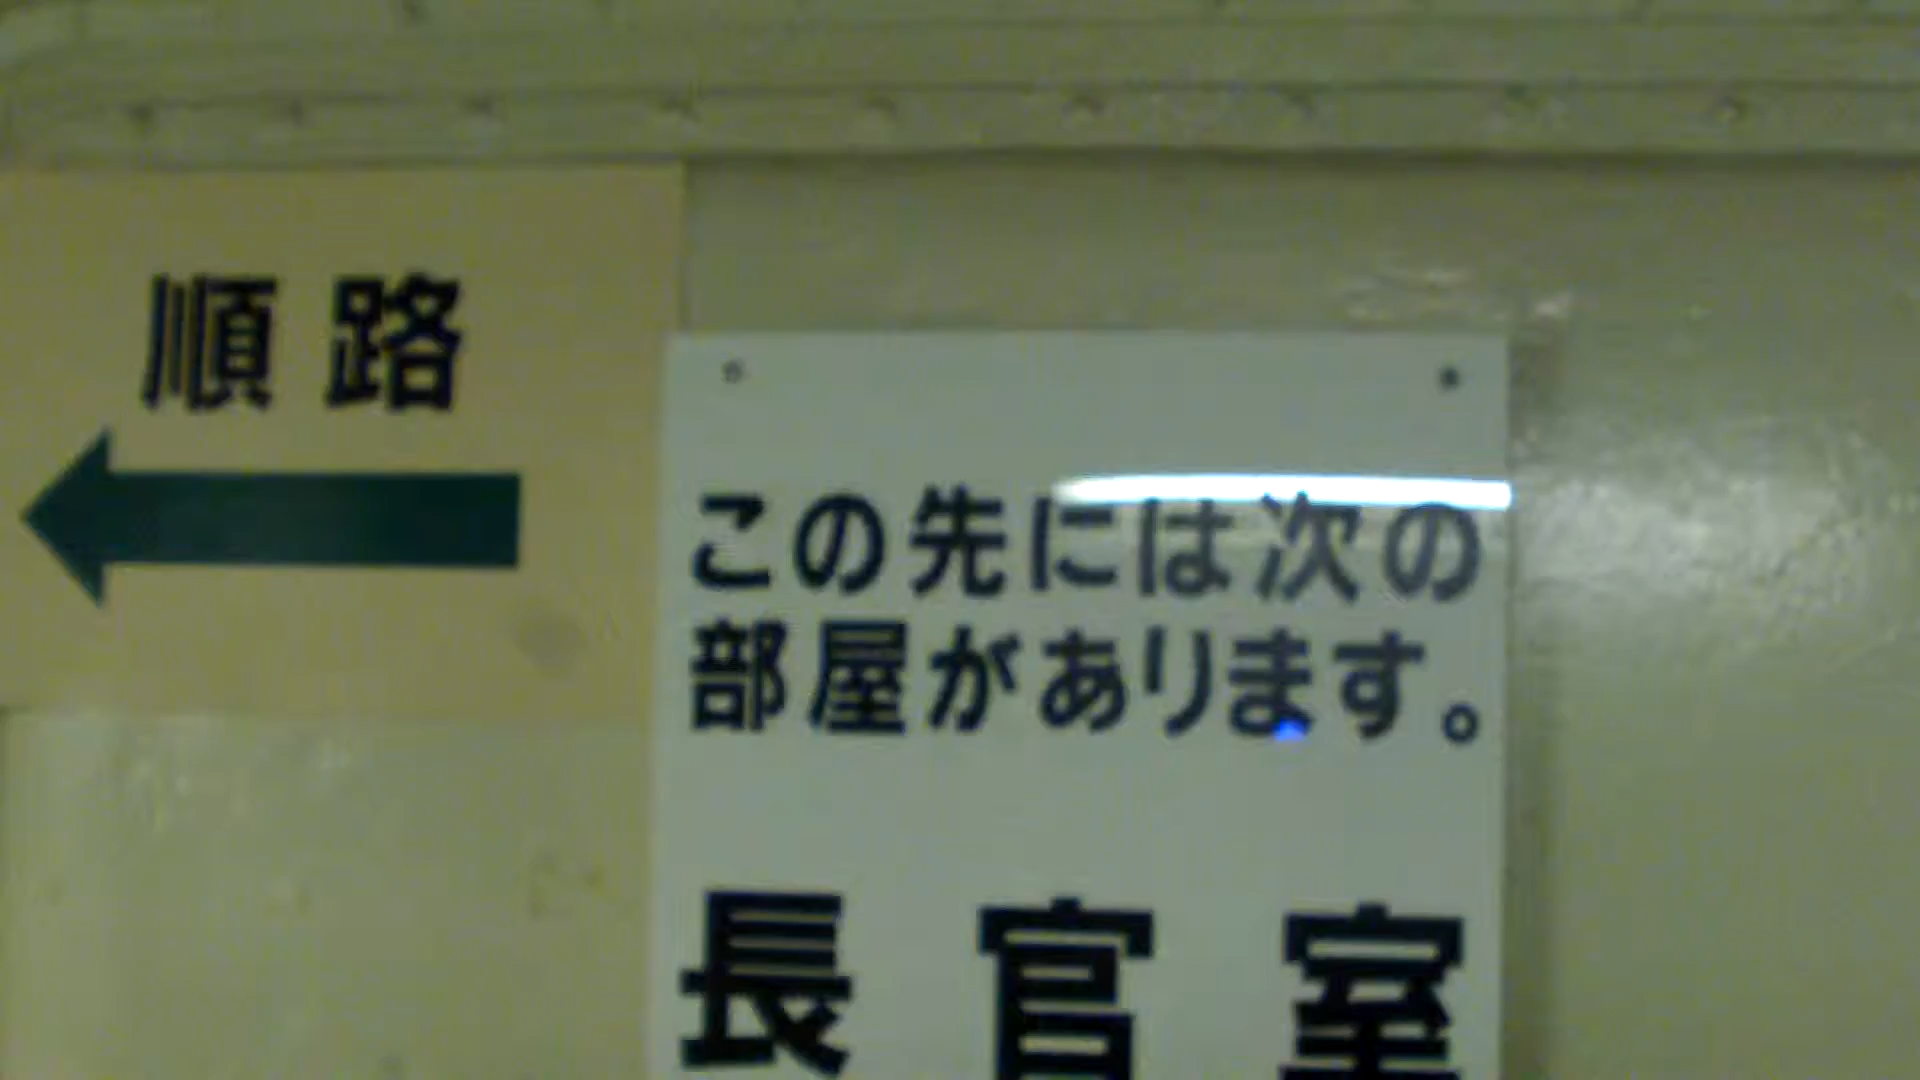 順路
この先には次の
部屋があります。
長官室